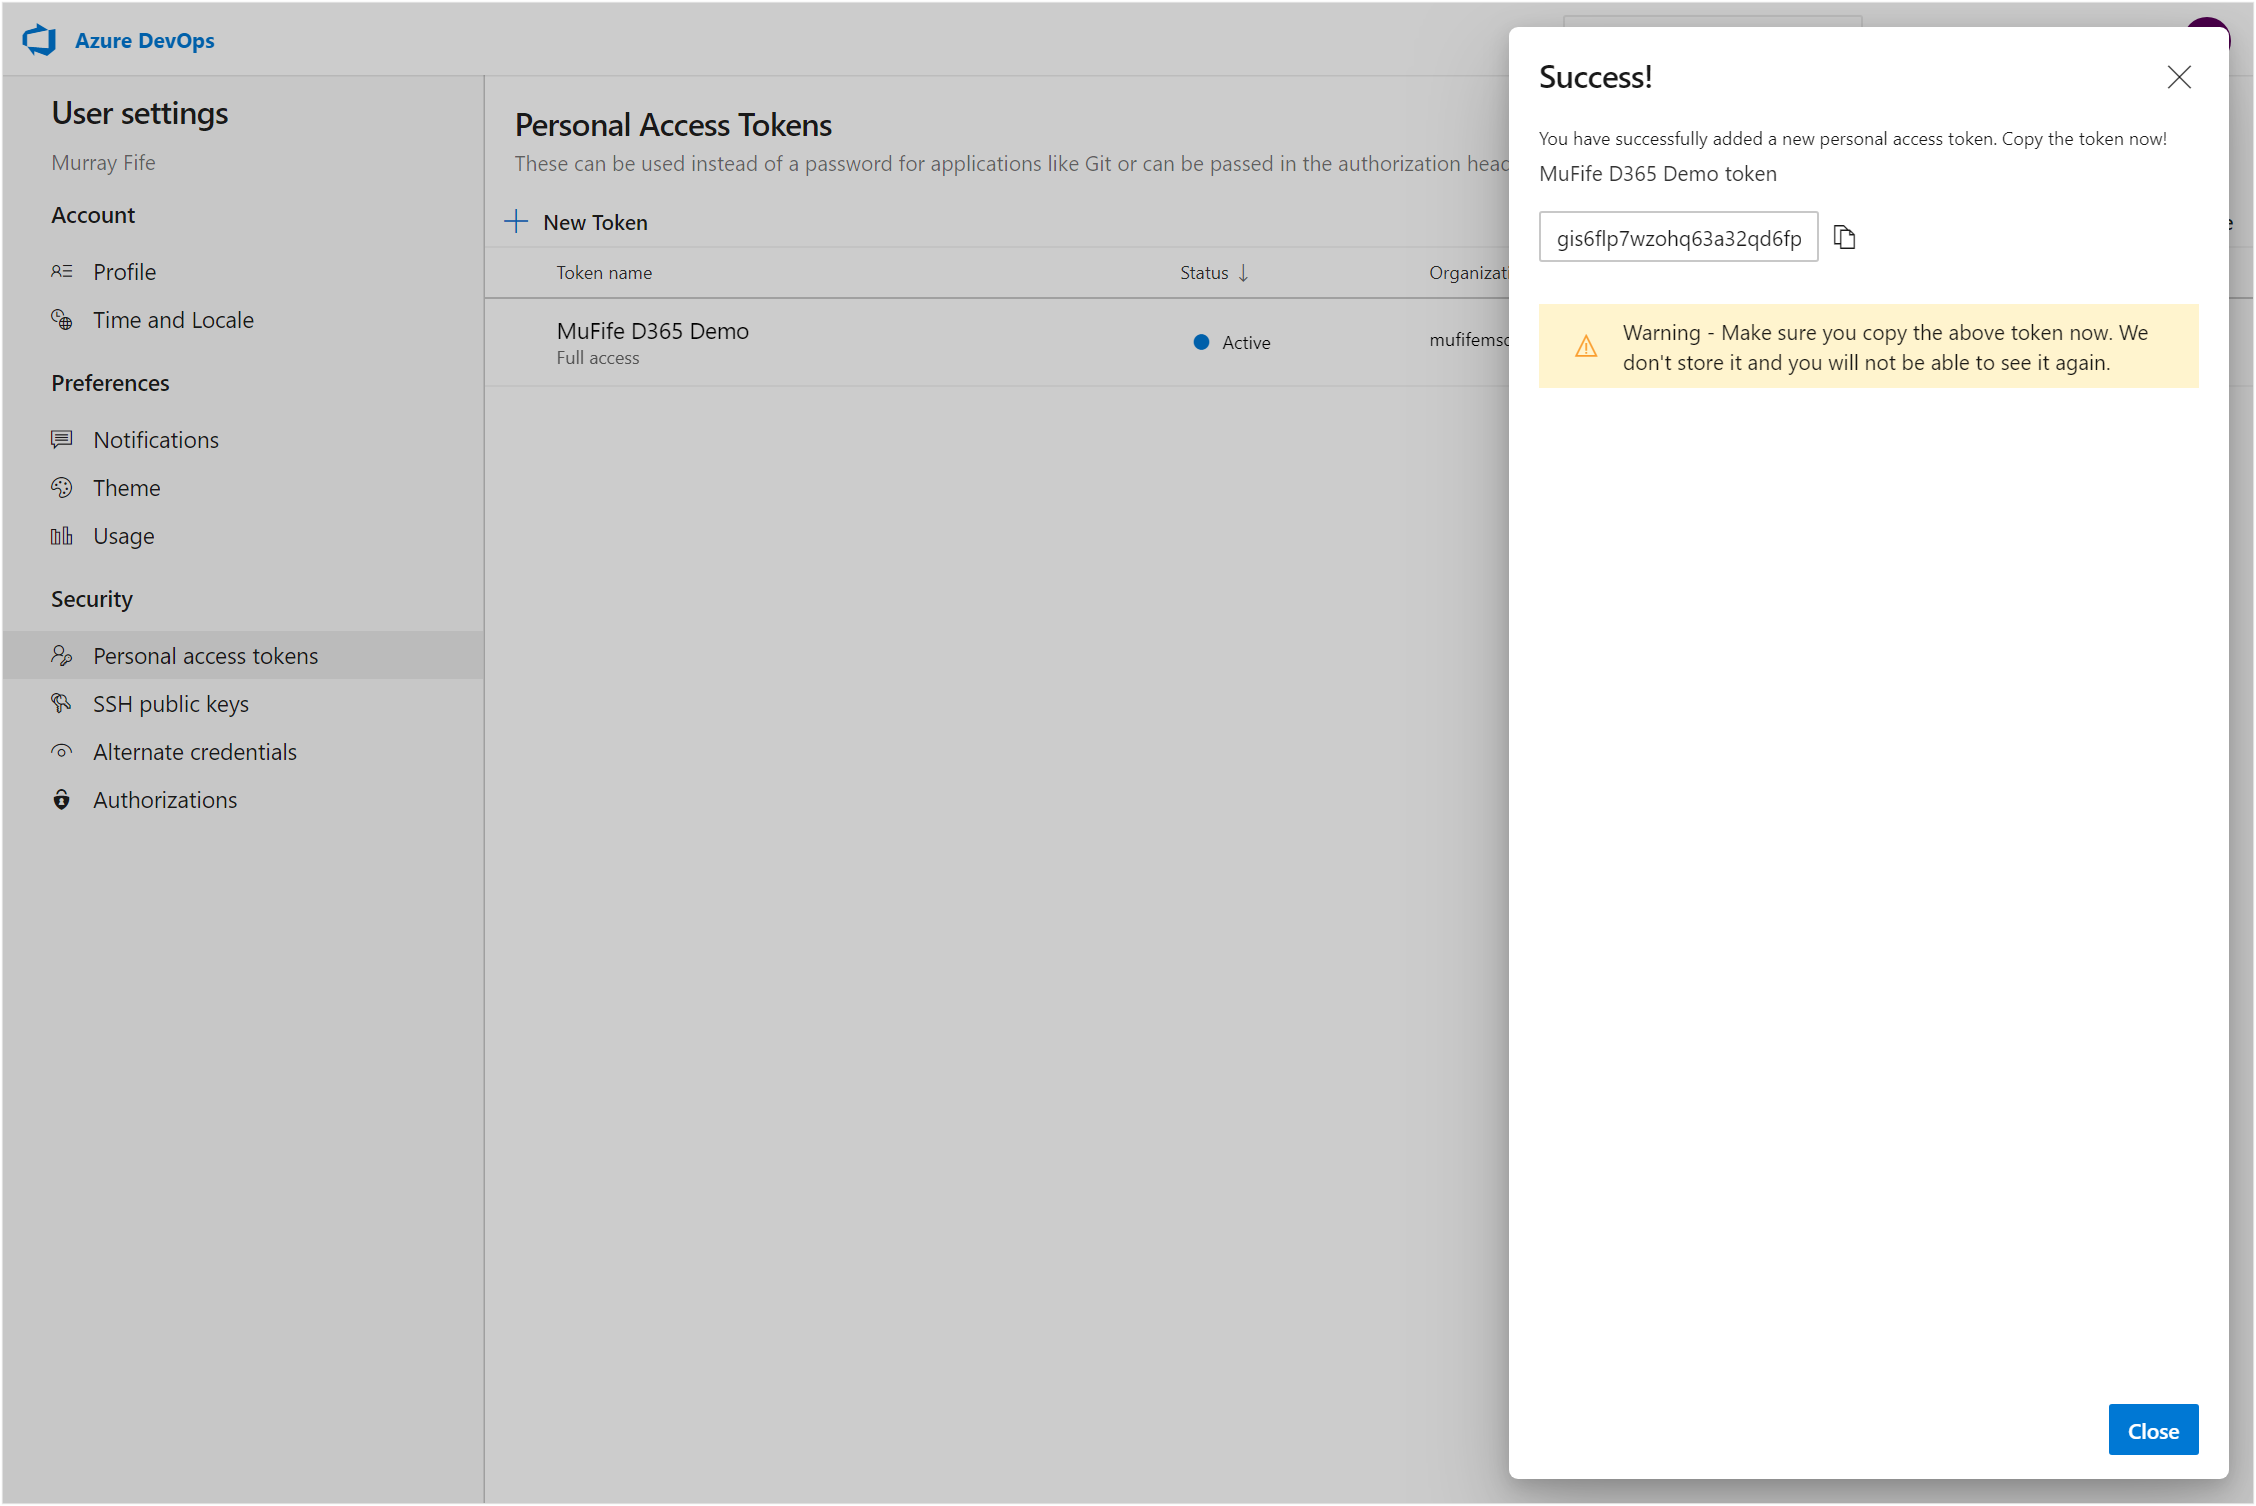 Azure DevOps
User settings
Murray Fife
Account
Profile
Time and Locale
Preferences
Notifications
Theme
Usage
Security
Personal access tokens
SSH public keys
Alternate credentials
Authorizations
Personal Access Tokens
These can be used instead of a password for applications like Git or can be passed in the authorization head
New Token
Token name Status ↓ Organizati
MuFife D365 Demo
Full access
Active
mufifemsd
Success!
You have successfully added a new personal access token. Copy the token now!
MuFife D365 Demo token
gis6flp7wzohq63a32qd6fp
Warning - Make sure you copy the above token now. We
don't store it and you will not be able to see it again.
Close